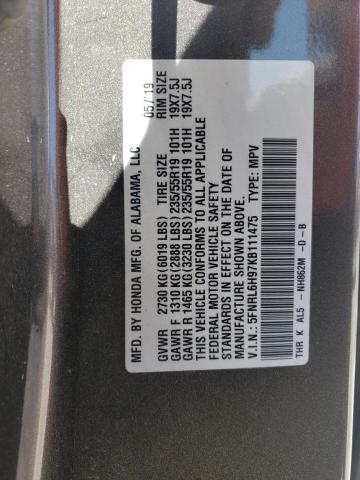 MFD. BY HONDA MFG. OF ALABAMA, LLC 05/19
TIRE SIZE RIM SIZE
GVWR 2730 KG(6019 LBS)
GAWR F 1310 KG(2888 LBS) 235/55R19 101H 19X7.5J
GAWR R 1465 KG(3230 LBS) 235/55R19 101H 19X7.5J
THIS VEHICLE CONFORMS TO ALL APPLICABLE
FEDERAL MOTOR VEHICLE SAFETY
STANDARDS IN EFFECT ON THE DATE OF
MANUFACTURE SHOWN ABOVE.
V.I.N.: 5FNRL6H97KB111475 TYPE: MPV
THR K AL5 - NH862M -D-B